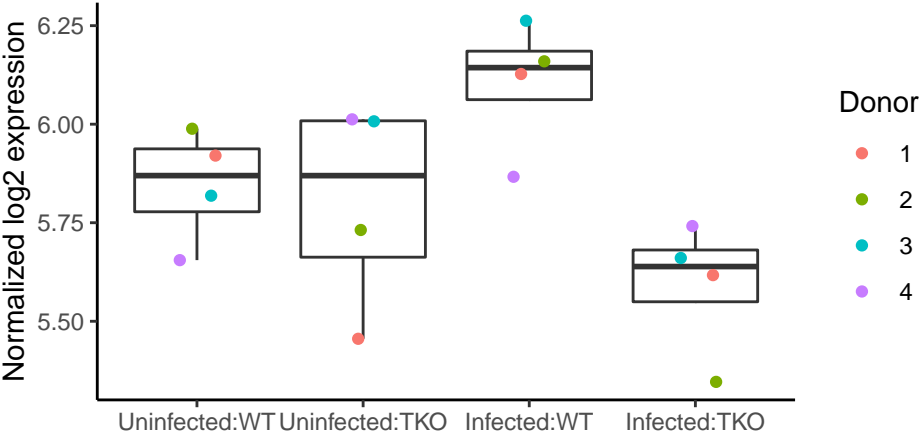 Normalized log2 expression
6.25
6.00
5.75
5.50
Uninfected:WT
Uninfected:TKO
Infected:WT
Infected:TKO
Donor
1
2
3
4